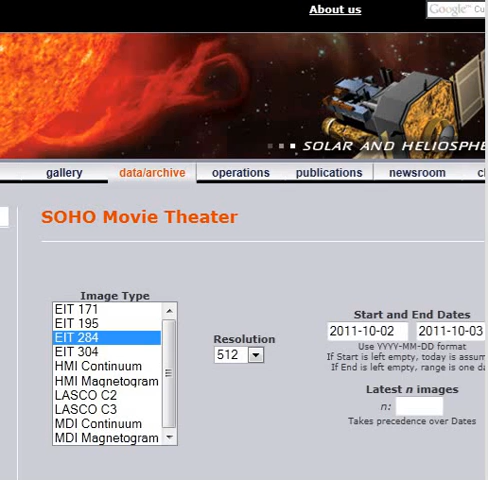 About us
Google™ Cu
SOLAR AND HELIOSPHE
gallery data/archive operations publications newsroom c
SOHO Movie Theater
Image Type
EIT 171
EIT 195
EIT 284
EIT 304
HMI Continuum
HMI Magnetogram
LASCO C2
LASCO C3
MDI Continuum
MDI Magnetogram
Resolution
512
Start and End Dates
2011-10-02 2011-10-03
Use YYYY-MM-DD format
If Start is left empty, today is assum
If End is left empty, range is one da
Latest n images
n:
Takes precedence over Dates